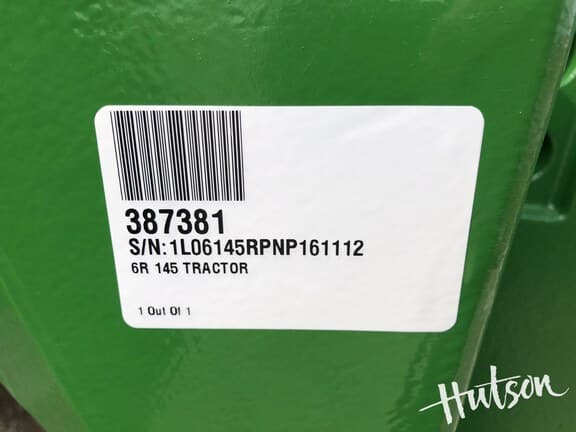 387381
S/N:1L06145RPNP161112
6R 145 TRACTOR
1 Out Of 1
Hutson